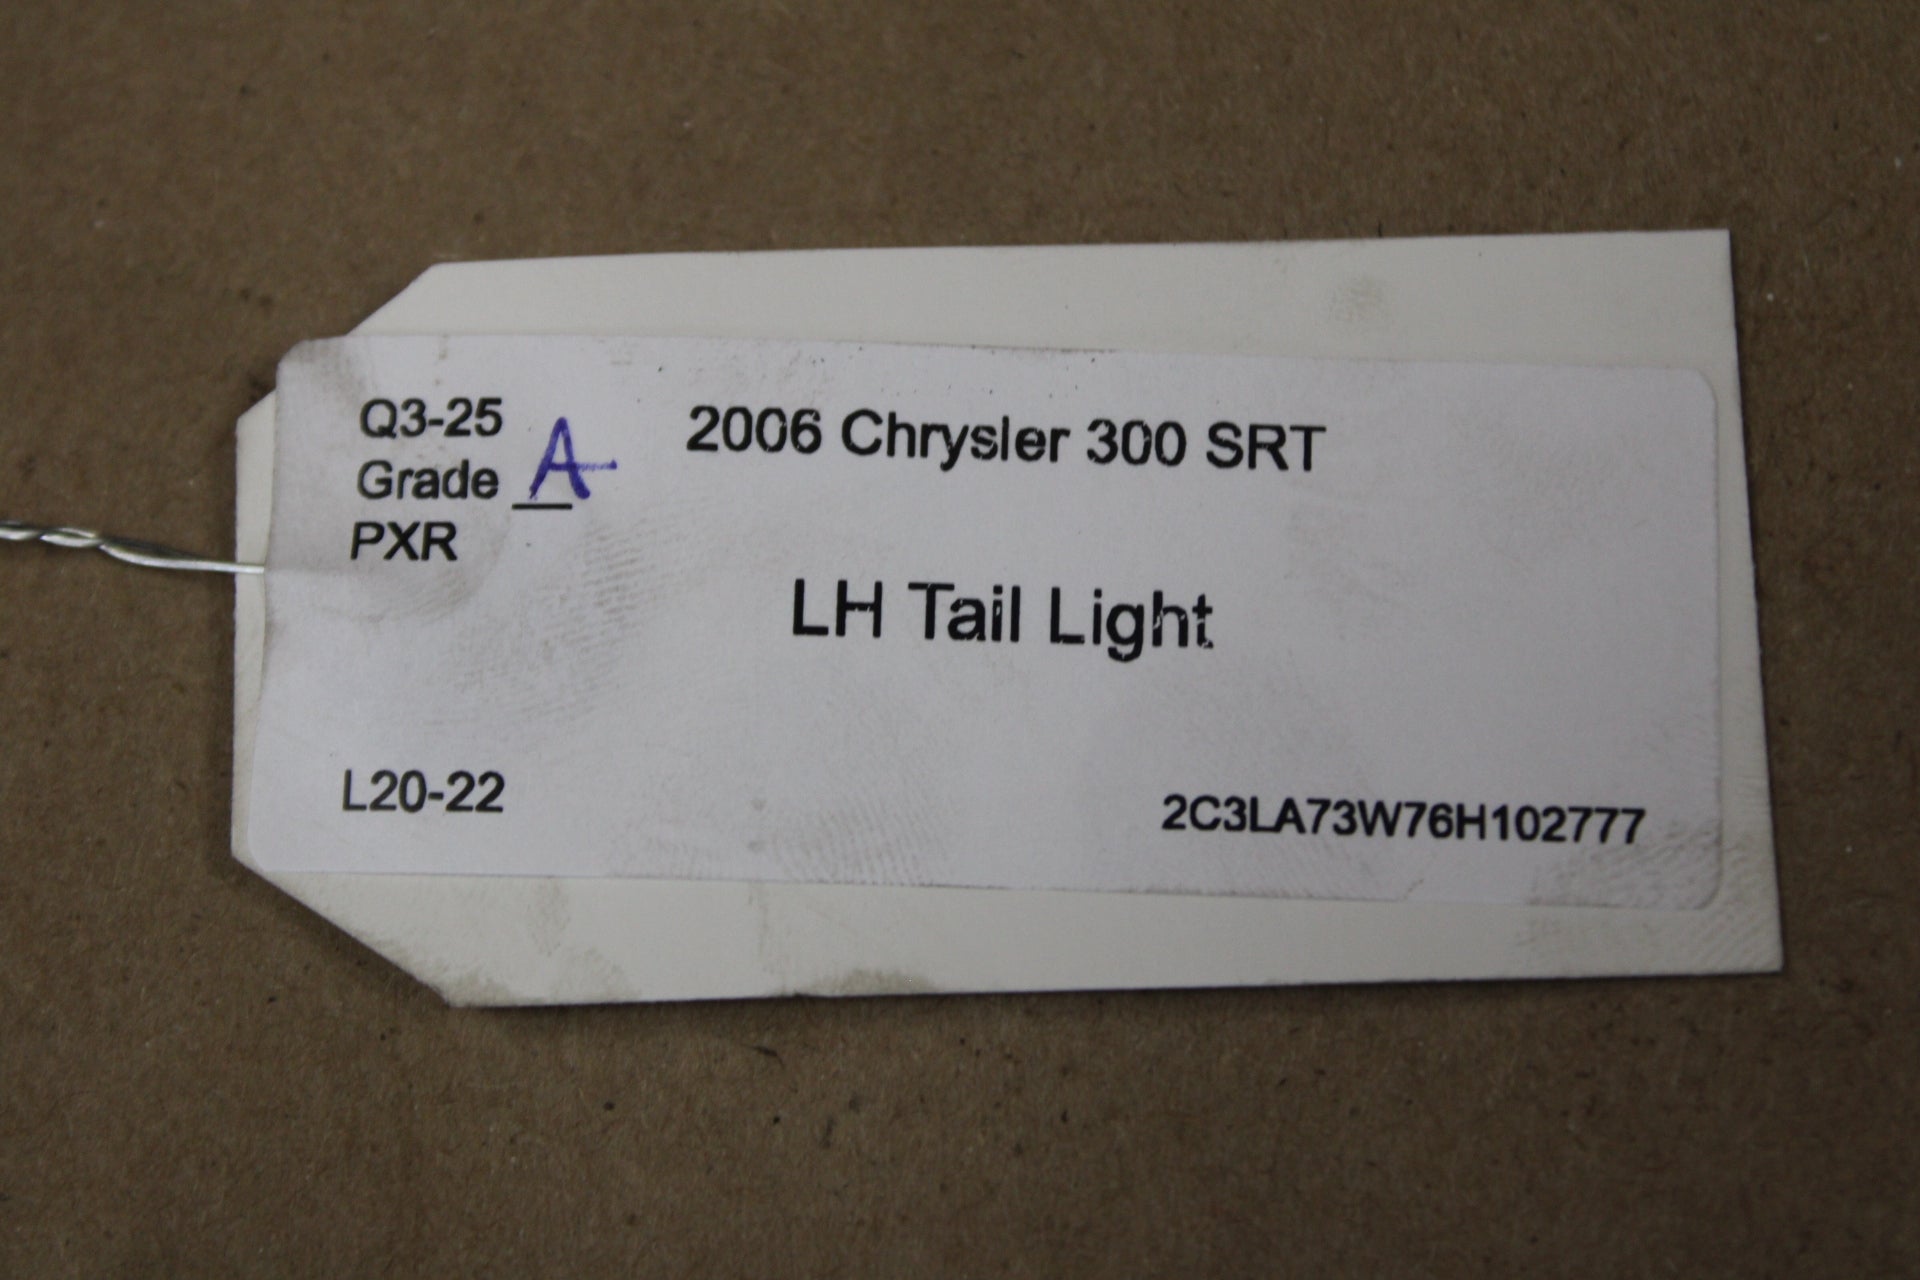 Q3-25
Grade A
PXR
2006 Chrysler 300 SRT
LH Tail Light
L20-22
2C3LA73W76H102777